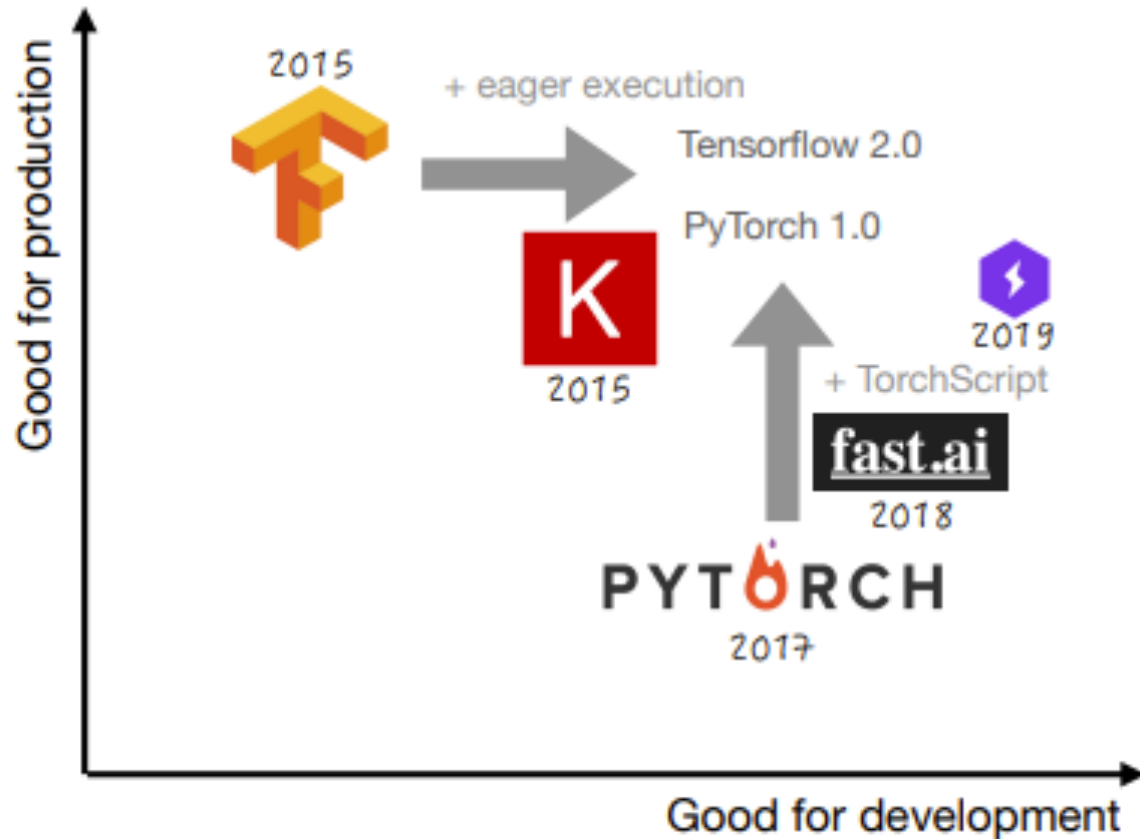 Good for production
2015
+ eager execution
Tensorflow 2.0
PyTorch 1.0
K
2015
2019
+ TorchScript
fast.ai
2018
PYTORCH
2017
Good for development